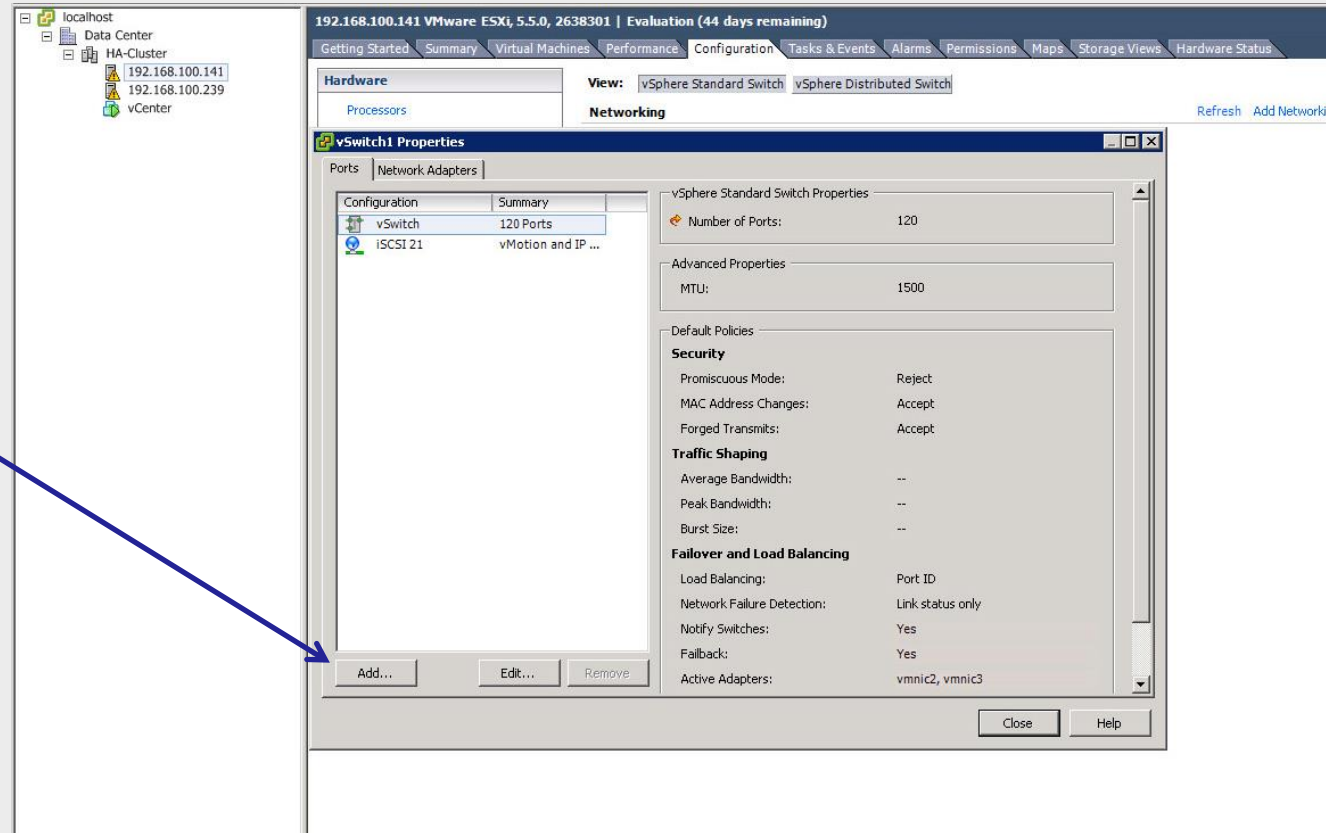 localhost
Data Center
HA-Cluster
192.168.100.141
192.168.100.239
vCenter
192.168.100.141 VMware ESXi, 5.5.0, 2638301 | Evaluation (44 days remaining)
Getting Started Summary Virtual Machines Performance Configuration Tasks & Events Alarms Permissions Maps Storage Views Hardware Status
Hardware
Processors
View: vSphere Standard Switch vSphere Distributed Switch
Networking
Refresh Add Networki
vSwitch1 Properties
Ports Network Adapters
Configuration Summary
vSwitch 120 Ports
iSCSI 21 vMotion and IP ...
vSphere Standard Switch Properties
Number of Ports: 120
Advanced Properties
MTU: 1500
Default Policies
Security
Promiscuous Mode: Reject
MAC Address Changes: Accept
Forged Transmits: Accept
Traffic Shaping
Average Bandwidth: --
Peak Bandwidth: --
Burst Size: --
Failover and Load Balancing
Load Balancing: Port ID
Network Failure Detection: Link status only
Notify Switches: Yes
Failback: Yes
Active Adapters: vmnic2, vmnic3
Add... Edit... Remove
Close Help